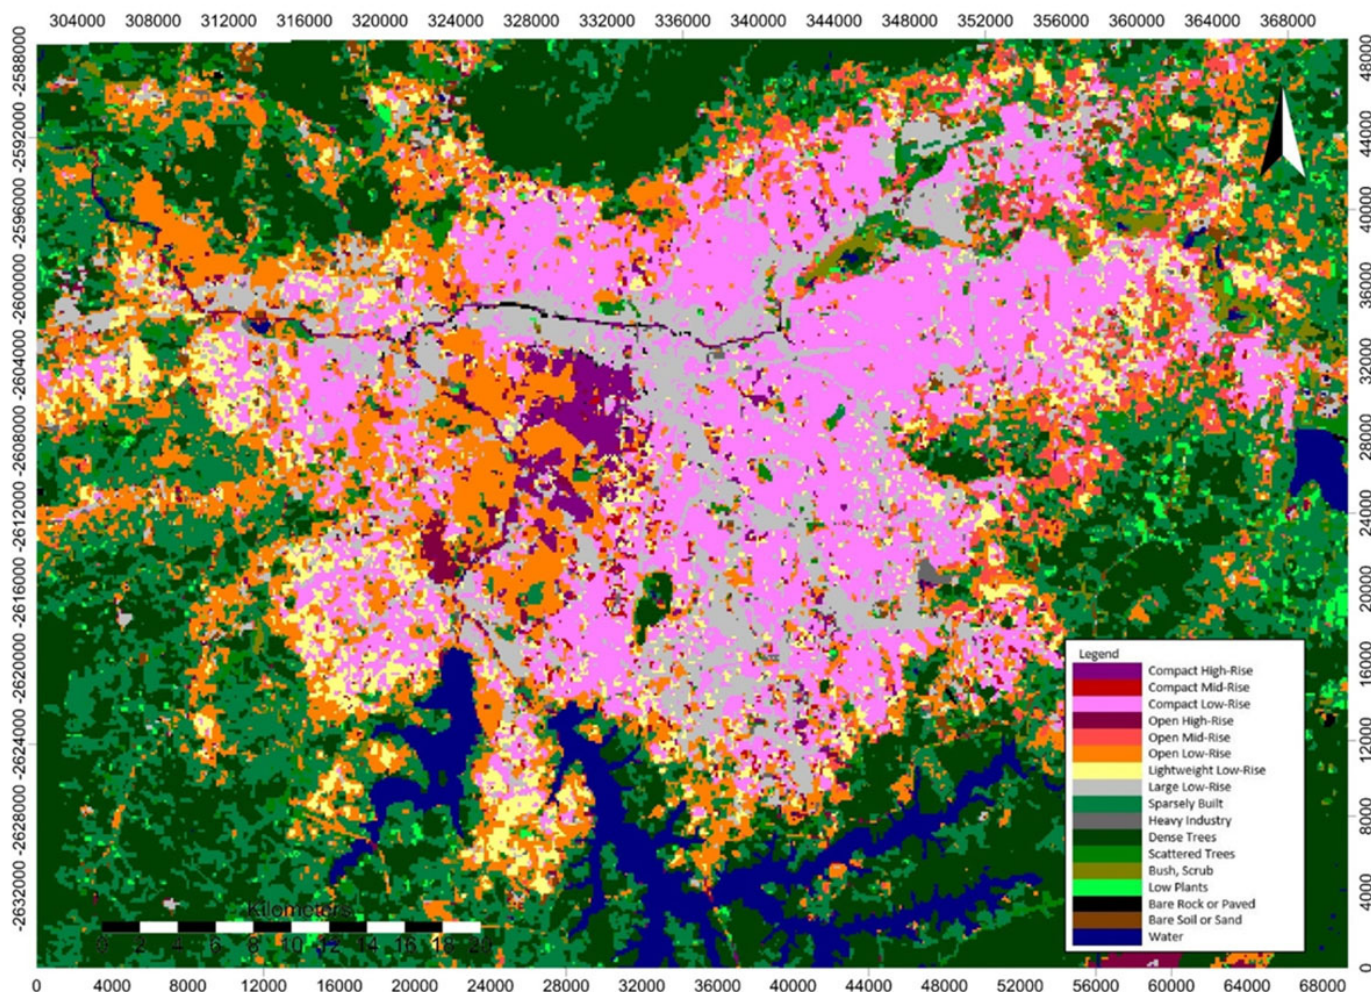 304000 308000 312000 316000 320000 324000 328000 332000 336000 340000 344000 348000 352000 356000 360000 364000 368000
-2588000
-2592000
-2596000
-2600000
-2604000
-2608000
-2612000
-2616000
-2620000
-2624000
-2628000
-2632000
48000
44000
40000
36000
32000
28000
24000
20000
16000
12000
8000
4000
0
Legend
Compact High-Rise
Compact Mid-Rise
Compact Low-Rise
Open High-Rise
Open Mid-Rise
Open Low-Rise
Lightweight Low-Rise
Large Low-Rise
Sparsely Built
Heavy Industry
Dense Trees
Scattered Trees
Bush, Scrub
Low Plants
Bare Rock or Paved
Bare Soil or Sand
Water
Kilometers
0 2 4 6 8 10 12 14 16 18 20
0 4000 8000 12000 16000 20000 24000 28000 32000 36000 40000 44000 48000 52000 56000 60000 64000 68000